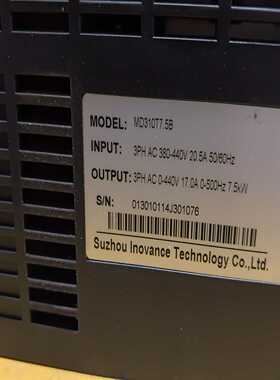 MODEL: MD310T7.5B
INPUT: 3PH AC 380-440V 20.5A 50/60Hz
OUTPUT: 3PH AC 0-440V 17.0A 0-500Hz 7.5kW
S/N: 013010114J301076
Suzhou Inovance Technology Co.,Ltd.